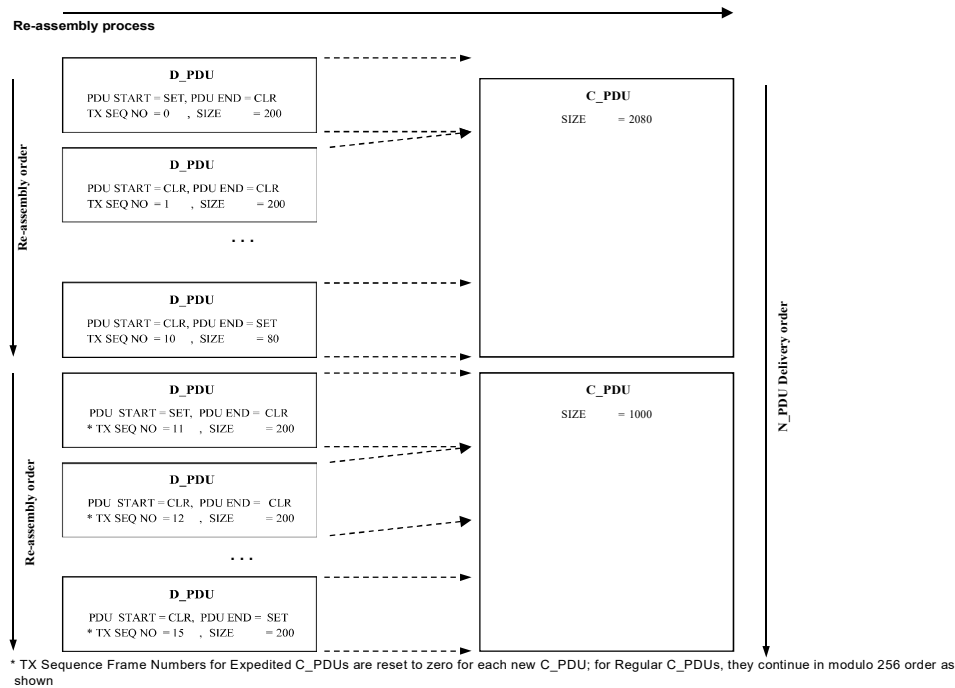 Re-assembly process
D_PDU
PDU START = SET, PDU END = CLR
TX SEQ NO = 0 , SIZE = 200
D_PDU
PDU START = CLR, PDU END = CLR
TX SEQ NO = 1 , SIZE = 200
. . .
D_PDU
PDU START = CLR, PDU END = SET
TX SEQ NO = 10 , SIZE = 80
Re-assembly order
C_PDU
SIZE = 2080
D_PDU
PDU START = SET, PDU END = CLR
* TX SEQ NO = 11 , SIZE = 200
D_PDU
PDU START = CLR, PDU END = CLR
* TX SEQ NO = 12 , SIZE = 200
. . .
D_PDU
PDU START = CLR, PDU END = SET
* TX SEQ NO = 15 , SIZE = 200
Re-assembly order
C_PDU
SIZE = 1000
N_PDU Delivery order
* TX Sequence Frame Numbers for Expedited C_PDUs are reset to zero for each new C_PDU; for Regular C_PDUs, they continue in modulo 256 order as
shown